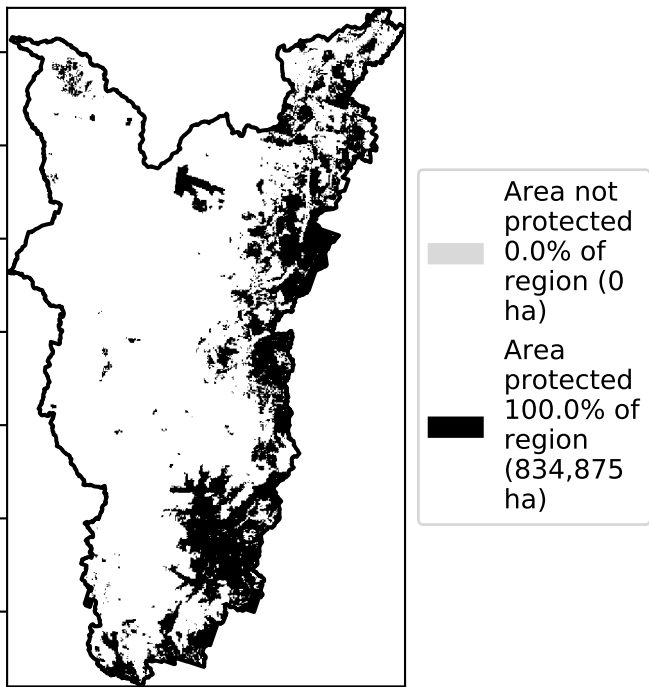 Area not
protected
0.0% of
region (0
ha)
Area
protected
100.0% of
region
(834,875
ha)